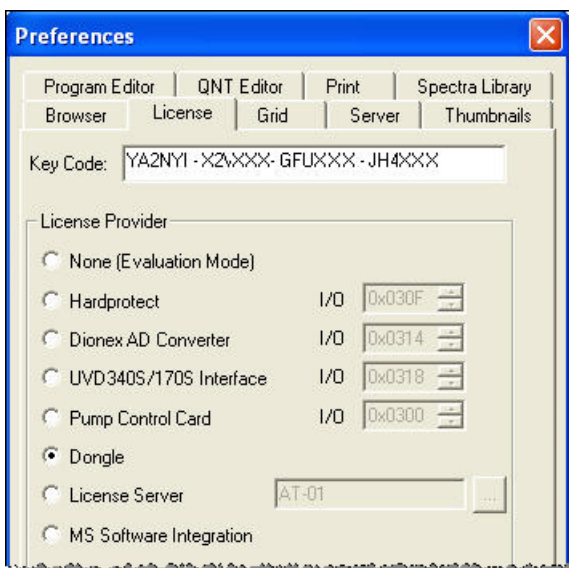 Preferences
Program Editor QNT Editor Print Spectra Library
Browser License Grid Server Thumbnails
Key Code: YA2NYI - X2\XXX- GFUXXX - JH4XXX
License Provider
None (Evaluation Mode)
Hardprotect I/O 0x030F
Dionex AD Converter I/O 0x0314
UVD340S/170S Interface I/O 0x0318
Pump Control Card I/O 0x0300
Dongle
License Server AT-01 ...
MS Software Integration